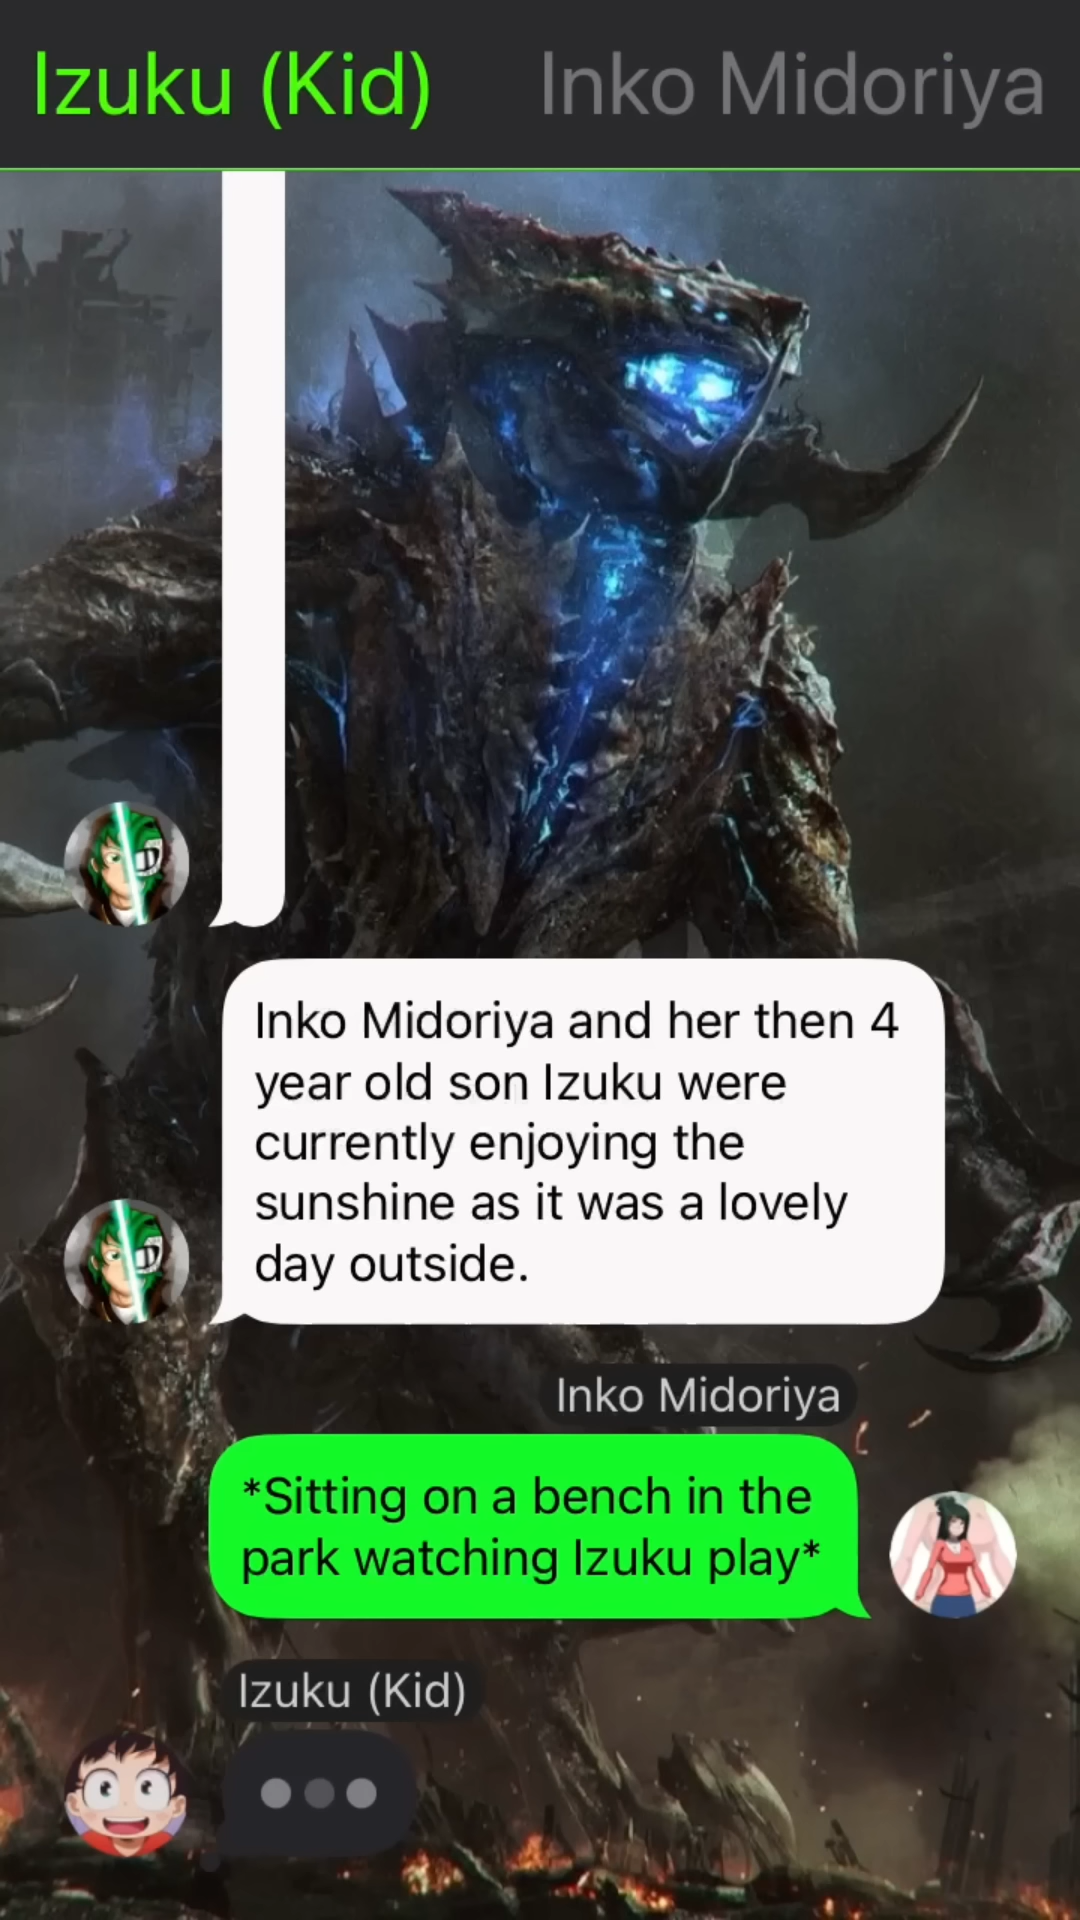 Izuku (Kid)
Inko Midoriya
Inko Midoriya and her then 4
year old son Izuku were
currently enjoying the
sunshine as it was a lovely
day outside.
Inko Midoriya
*Sitting on a bench in the
park watching Izuku play*
Izuku (Kid)